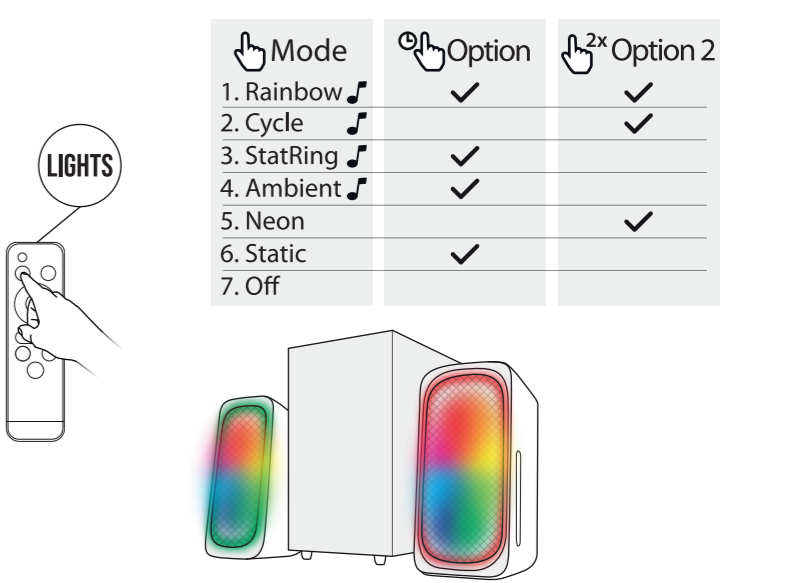 Mode Option 2x Option 2
1. Rainbow
2. Cycle
3. StatRing
4. Ambient
5. Neon
6. Static
7. Off
LIGHTS